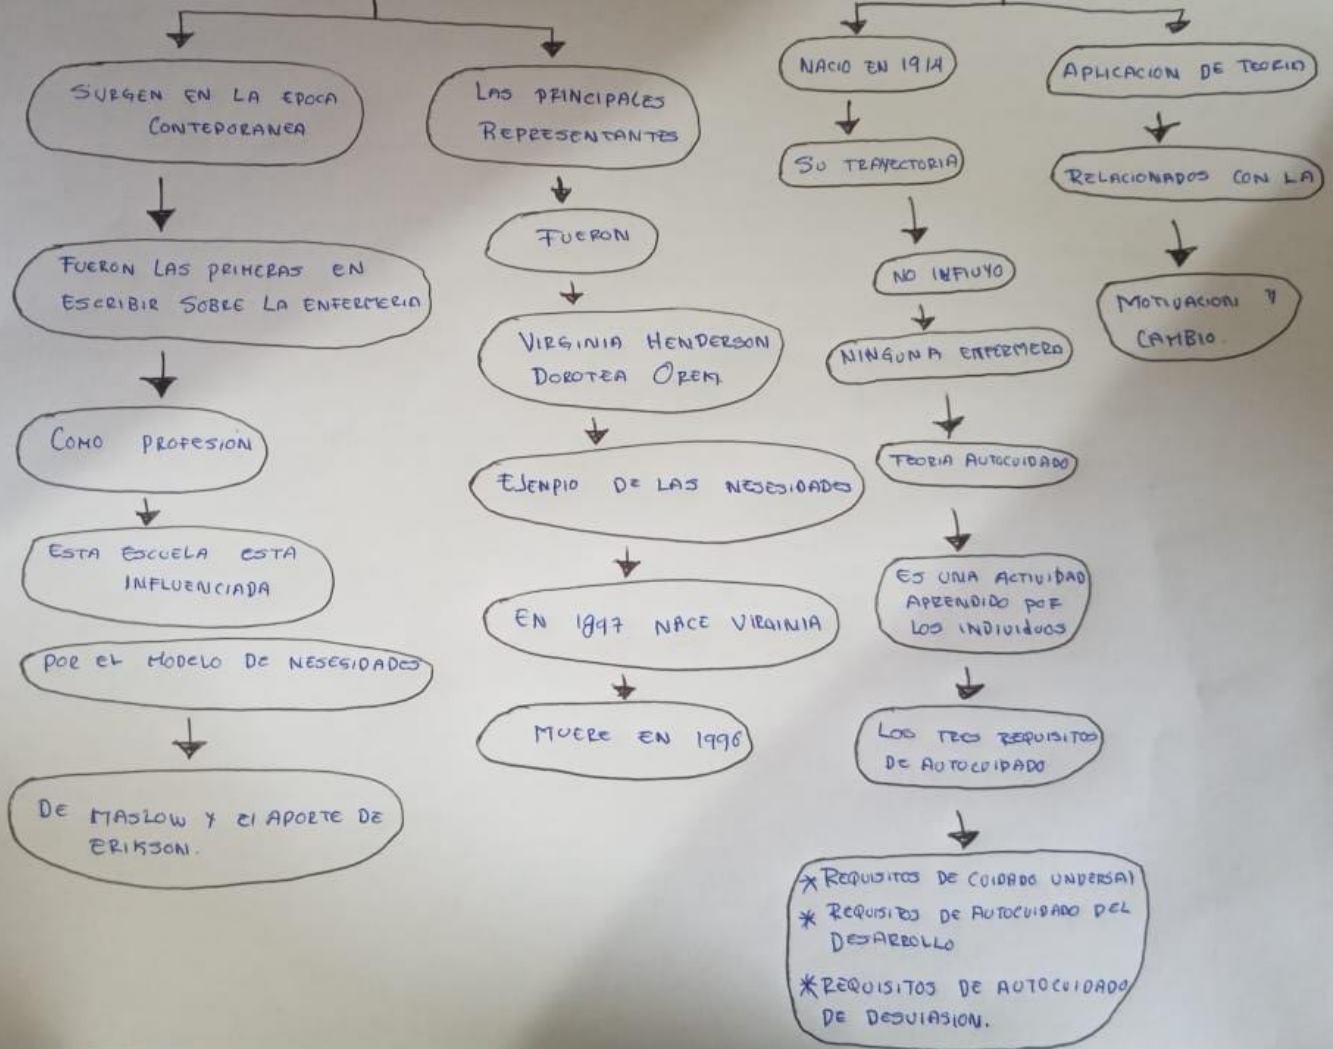 SURGEN EN LA EPOCA
CONTEPORANEA
FUERON LAS PRIMERAS EN
ESCRIBIR SOBRE LA ENFERMERIA
COMO PROFESION
ESTA ESCUELA ESTA
INFLUENCIADA
POR EL MODELO DE NESESIDADES
DE MASLOW Y El APORTE DE
ERIKSON.
LAS PRINCIPALES
REPRESENTANTES
FUERON
VIRGINIA HENDERSON
DOROTEA OREM
EJENPIO DE LAS NESESIDADES
EN 1897 NACE VIRGINIA
MUERE EN 1996
NACIO EN 1914
SU TRAYECTORIA
NO INFIUYO
NINGUNA ENFERMERO
TEORIA AUTOCUIDADO
ES UNA ACTIVIDAD
APRENDIDO POR
LOS INDIVIDUOS
LOS TRES REQUISITOS
DE AUTOCUIDADO
* REQUISITOS DE CUIDADO UNIVERSAl
* REQUISITOS DE AUTOCUIDADO DEL
DESARROLLO
* REQUISITOS DE AUTOCUIDADO
DE DESVIASION.
APLICACION DE TEORIA
RELACIONADOS CON LA
MOTIVACION Y
CAMBIO.